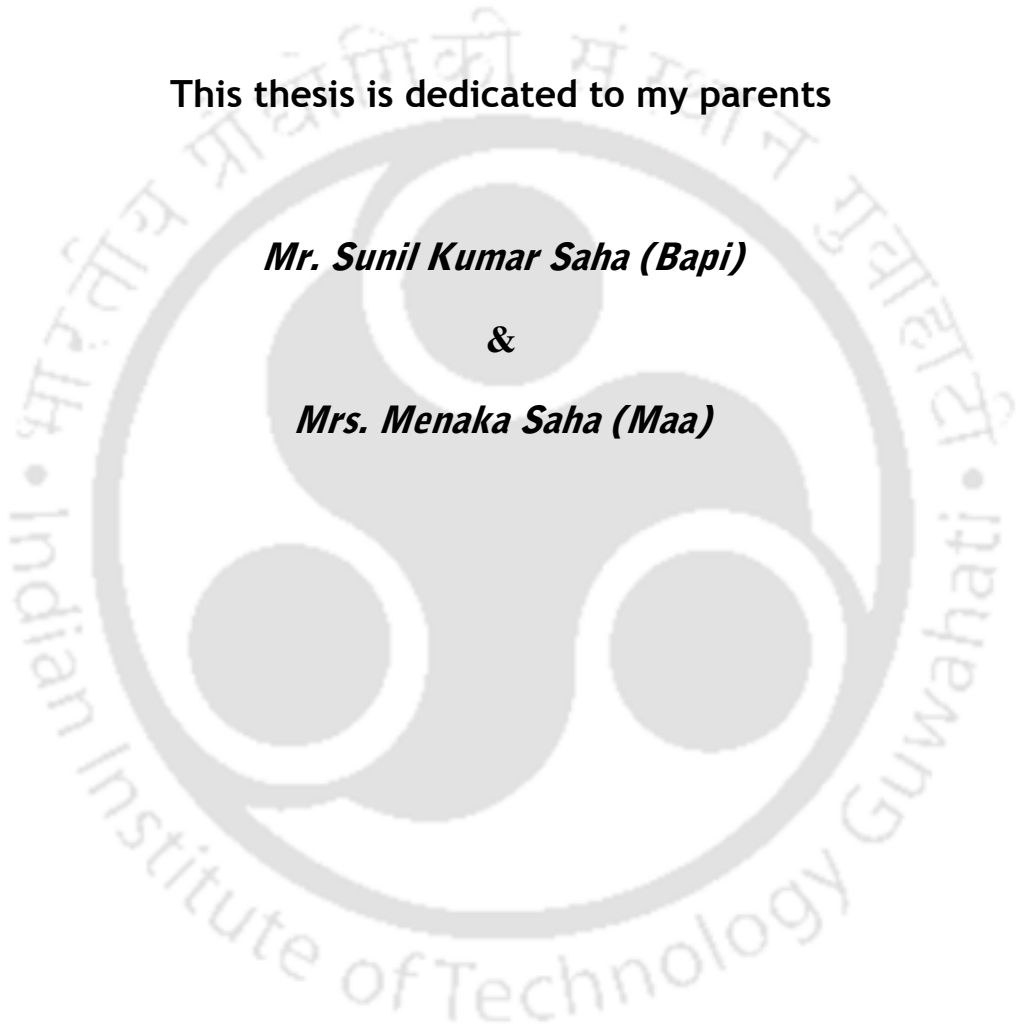 This thesis is dedicated to my parents
Mr. Sunil Kumar Saha (Bapi)
&
Mrs. Menaka Saha (Maa)
भारतीय प्रौद्योगिकी संस्थान गुवाहाटी
• Indian Institute of Technology Guwahati •